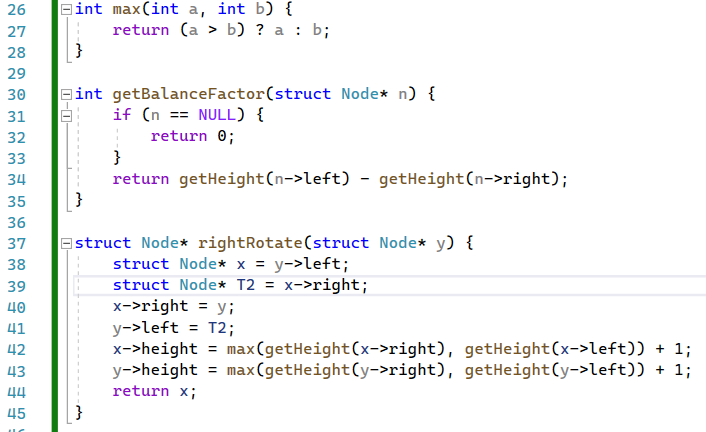 26 int max(int a, int b) {
27     return (a > b) ? a : b;
28 }
29
30 int getBalanceFactor(struct Node* n) {
31     if (n == NULL) {
32         return 0;
33     }
34     return getHeight(n->left) - getHeight(n->right);
35 }
36
37 struct Node* rightRotate(struct Node* y) {
38     struct Node* x = y->left;
39     struct Node* T2 = x->right;
40     x->right = y;
41     y->left = T2;
42     x->height = max(getHeight(x->right), getHeight(x->left)) + 1;
43     y->height = max(getHeight(y->right), getHeight(y->left)) + 1;
44     return x;
45 }